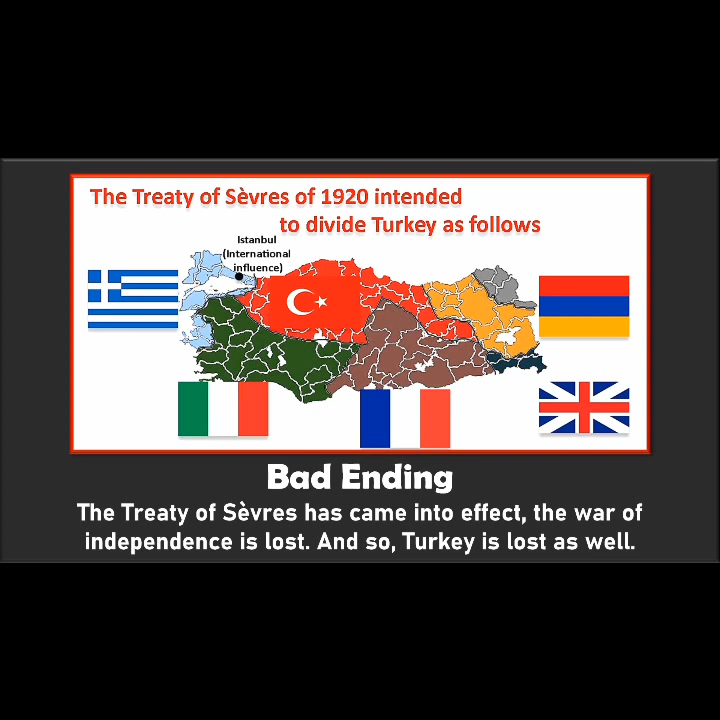 The Treaty of Sèvres of 1920 intended
to divide Turkey as follows
Istanbul
(International
influence)
Bad Ending
The Treaty of Sèvres has came into effect, the war of
independence is lost. And so, Turkey is lost as well.